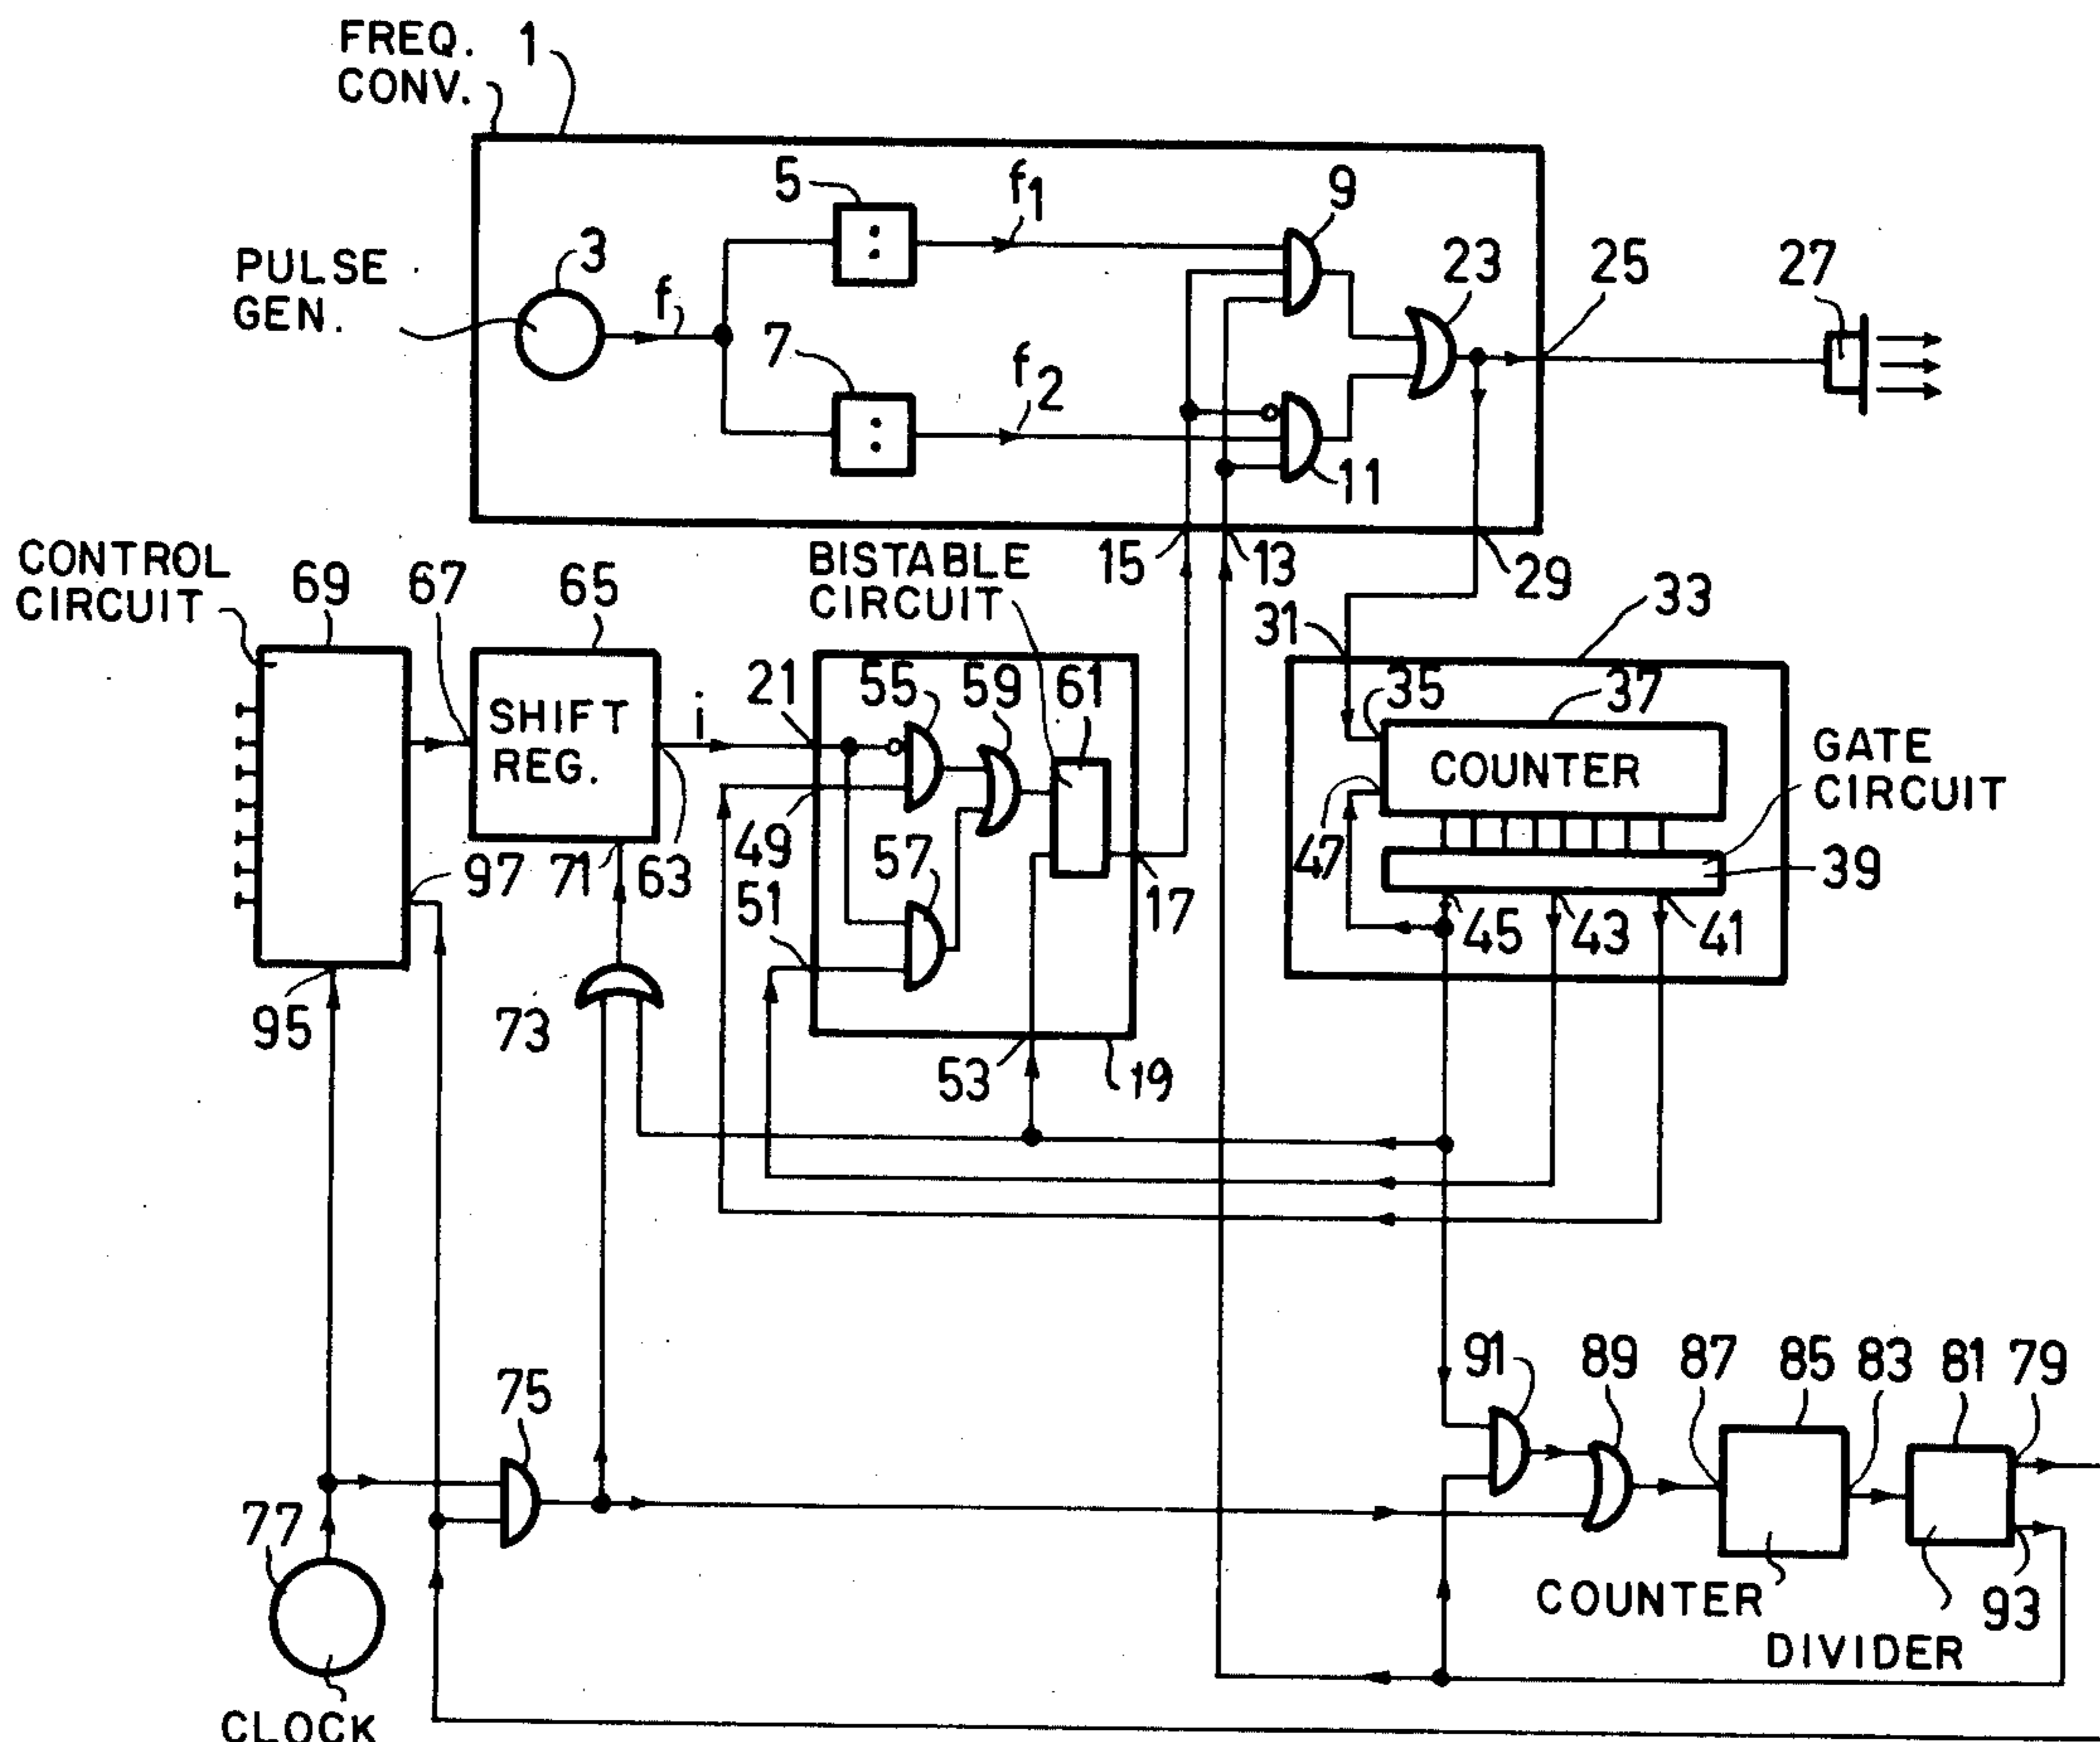 FREQ.
CONV.
1
5
f1
9
PULSE
GEN.
3
f
7
f2
23
25
27
11
CONTROL
CIRCUIT
69
67
65
BISTABLE
CIRCUIT
15
13
29
31
33
SHIFT
REG.
i
21
55
59
61
35
37
COUNTER
GATE
CIRCUIT
49
57
47
39
97
71
63
51
17
45
43
41
95
73
53
19
75
91
89
87
85
83
81
79
77
COUNTER
93
DIVIDER
CLOCK